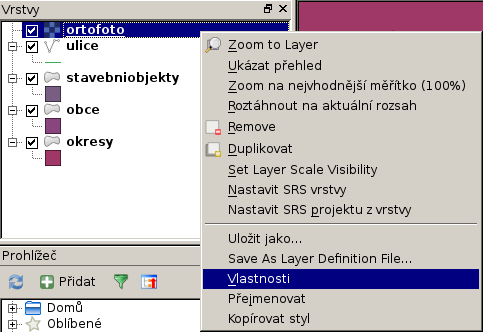 Vrstvy
ortofoto
ulice
stavebniobjekty
obce
okresy
Zoom to Layer
Ukázat přehled
Zoom na nejvhodnější měřítko (100%)
Roztáhnout na aktuální rozsah
Remove
Duplikovat
Set Layer Scale Visibility
Nastavit SRS vrstvy
Nastavit SRS projektu z vrstvy
Uložit jako...
Save As Layer Definition File...
Vlastnosti
Přejmenovat
Kopírovat styl
Prohlížeč
Přidat
Domů
Oblíbené